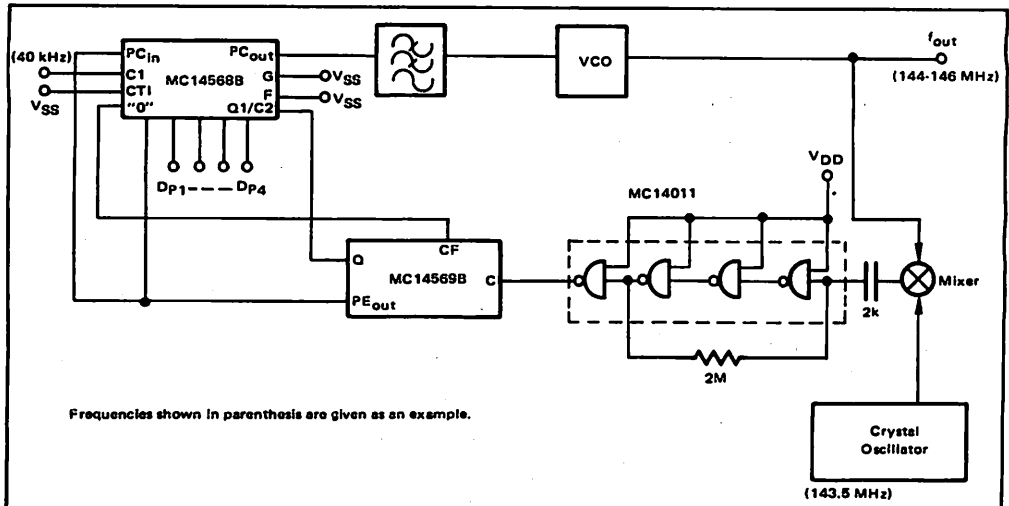 (40 kHz)
PCin
C1
CTI
"0"
VSS
MC14568B
PCout
G
F
Q1/C2
VSS
VSS
DP1 - - - - DP4
VCO
fout
(144-146 MHz)
VDD
MC14011
CF
Q
MC14569B
C
PEout
Mixer
2k
2M
Frequencies shown in parenthesis are given as an example.
Crystal
Oscillator
(143.5 MHz)